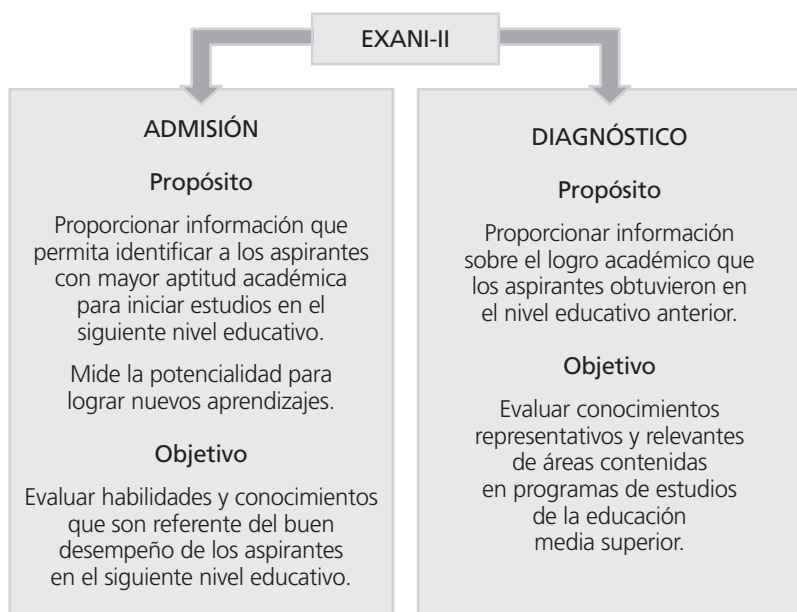 EXANI-II
ADMISIÓN
Propósito
Proporcionar información que
permita identificar a los aspirantes
con mayor aptitud académica
para iniciar estudios en el
siguiente nivel educativo.
Mide la potencialidad para
lograr nuevos aprendizajes.
Objetivo
Evaluar habilidades y conocimientos
que son referente del buen
desempeño de los aspirantes
en el siguiente nivel educativo.
DIAGNÓSTICO
Propósito
Proporcionar información
sobre el logro académico que
los aspirantes obtuvieron en
el nivel educativo anterior.
Objetivo
Evaluar conocimientos
representativos y relevantes
de áreas contenidas
en programas de estudios
de la educación
media superior.